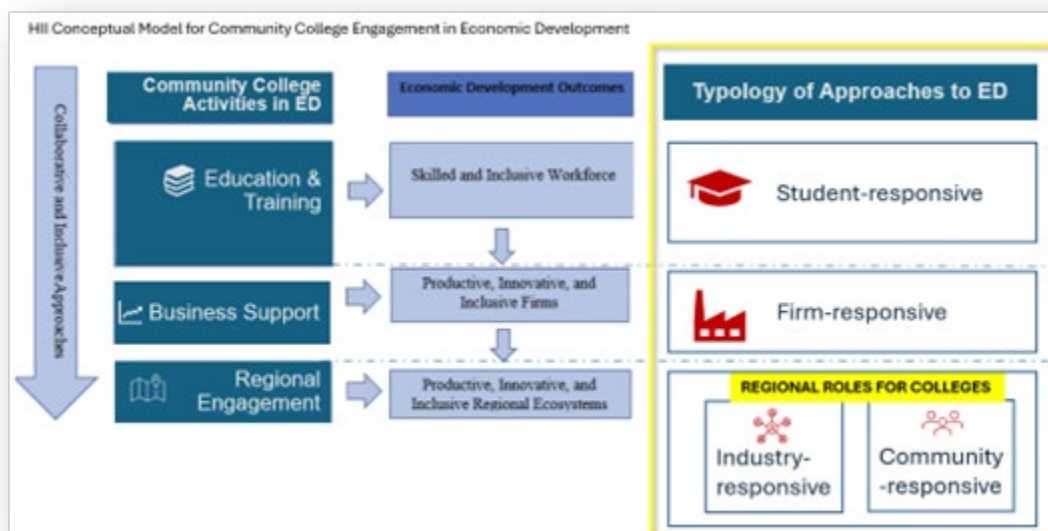 HII Conceptual Model for Community College Engagement in Economic Development
Collaborative and Inclusive Approaches
Community College
Activities in ED
Economic Development Outcomes
Typology of Approaches to ED
Education &
Training
Skilled and Inclusive Workforce
Student-responsive
Business Support
Productive, Innovative, and
Inclusive Firms
Firm-responsive
Regional
Engagement
Productive, Innovative, and
Inclusive Regional Ecosystems
REGIONAL ROLES FOR COLLEGES
Industry-
responsive
Community
-responsive